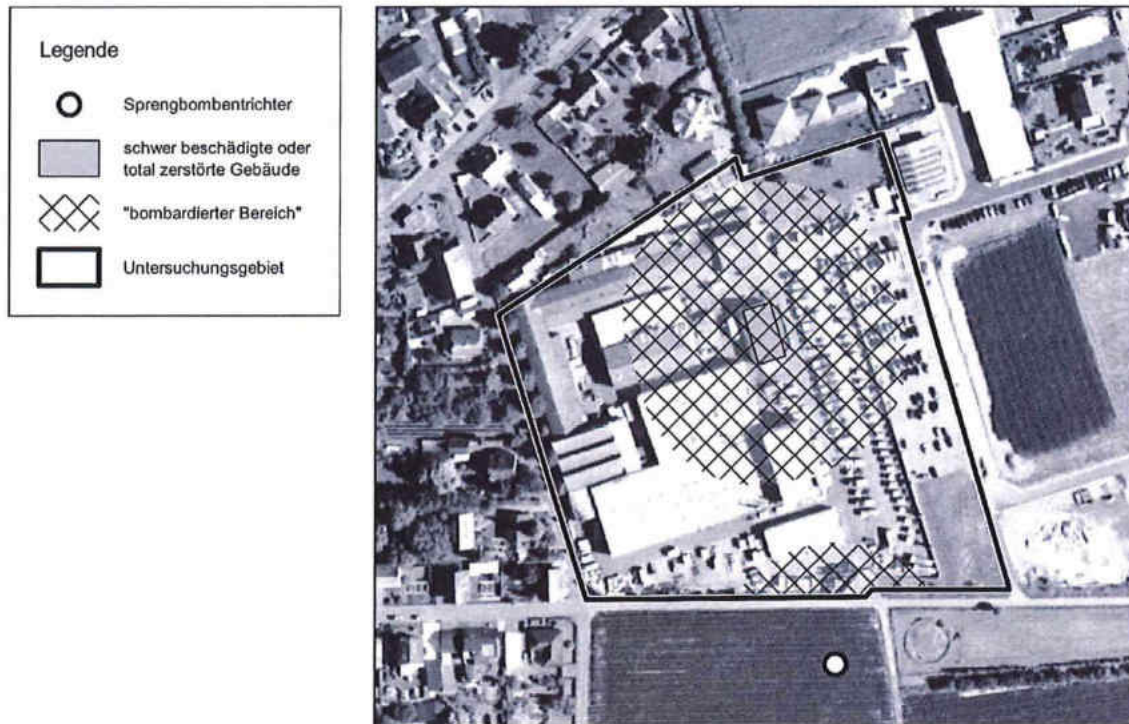 Legende
Sprengbombentrichter
schwer beschädigte oder
total zerstörte Gebäude
"bombardierter Bereich"
Untersuchungsgebiet